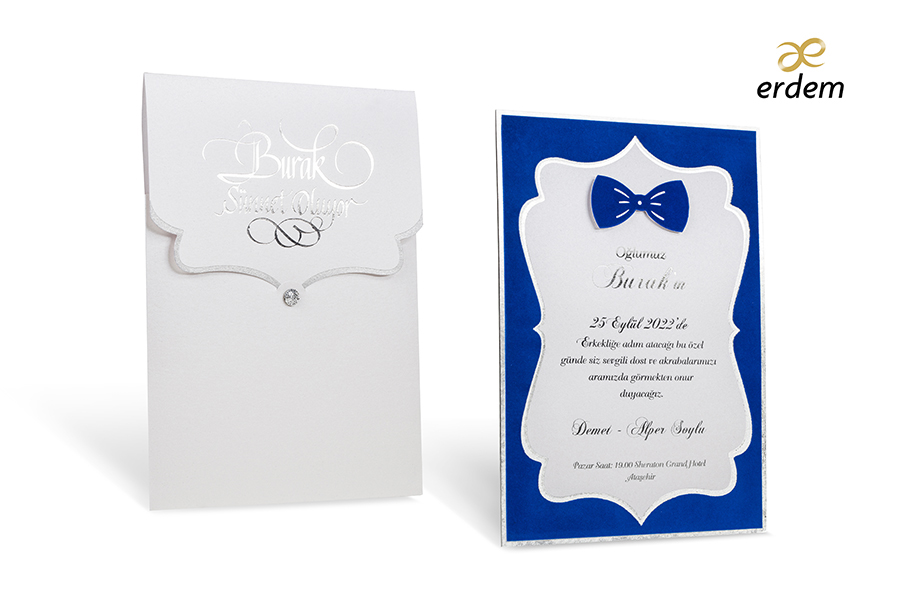 erdem
Burak
Sünnet Oluyor
Oğlumuz
Burak'ın
25 Eylül 2022'de
Erkekliğe adım atacağı bu özel
günde siz sevgili dost ve akrabalarımızı
aramızda görmekten onur
duyacağız.
Demet - Alper Soylu
Pazar Saat: 19.00 Sheraton Grand Hotel
Ataşehir